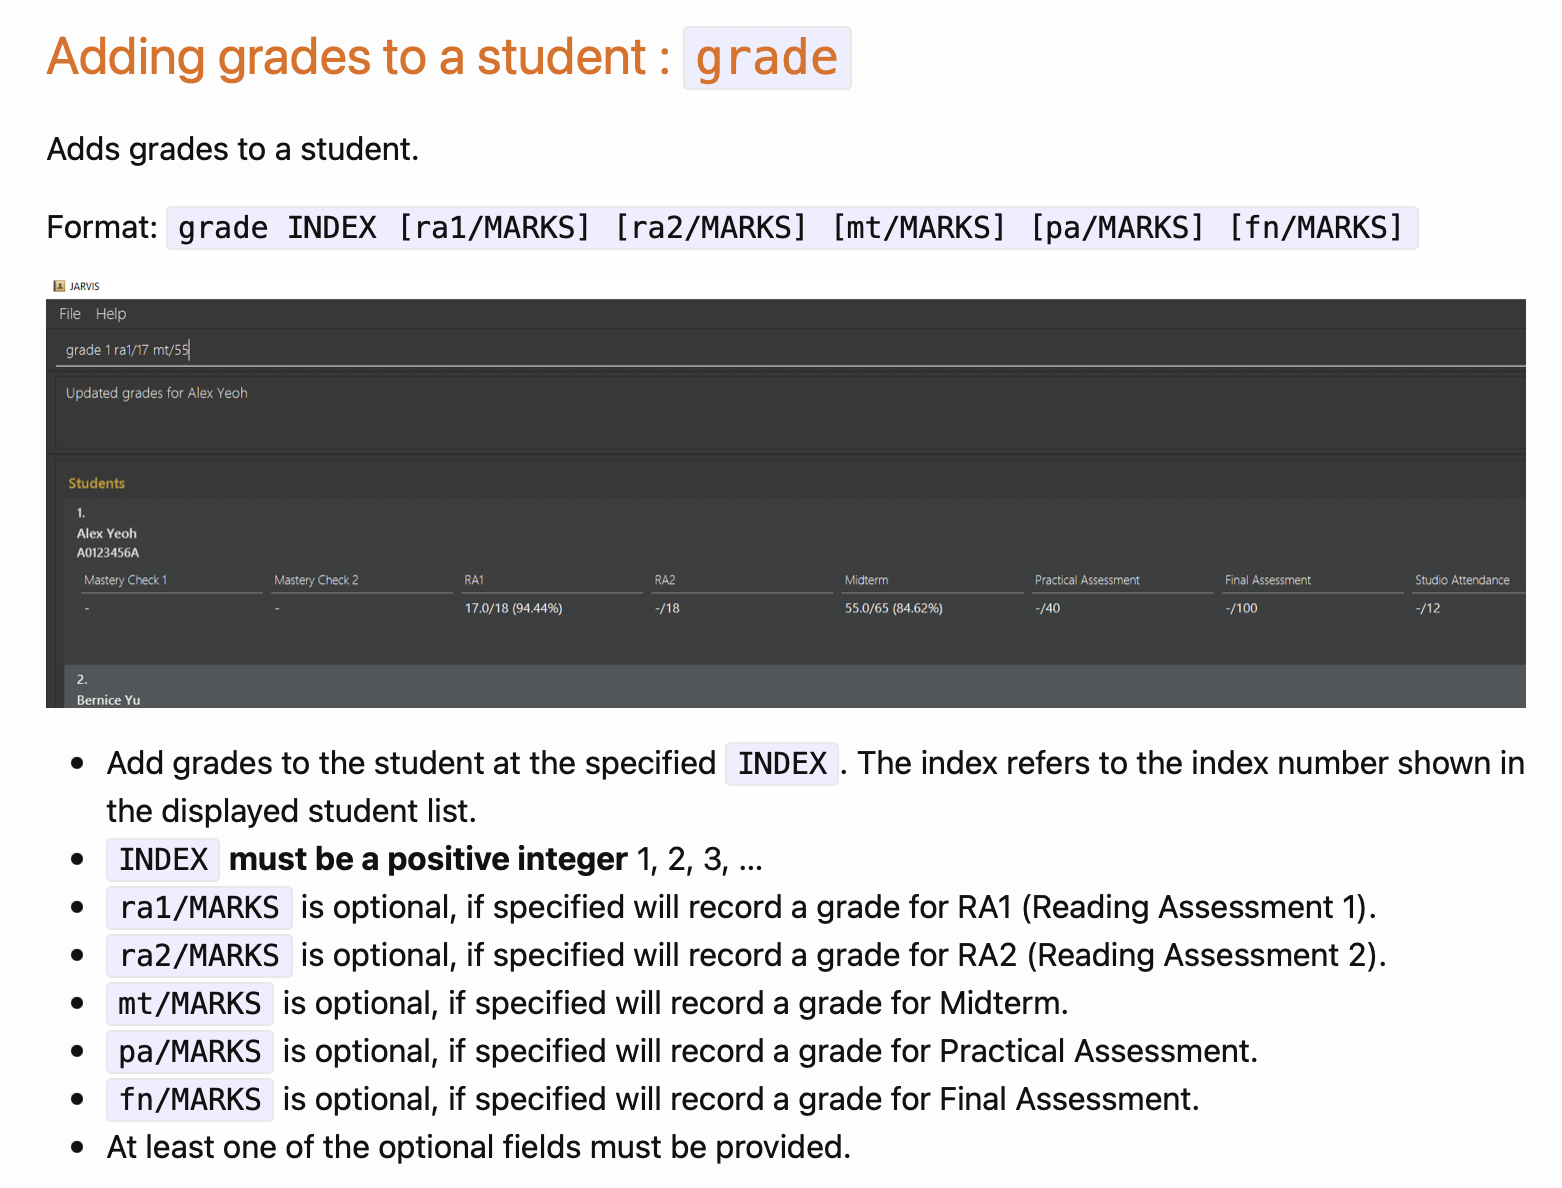 Adding grades to a student : grade
Adds grades to a student.
Format: grade INDEX [ra1/MARKS] [ra2/MARKS] [mt/MARKS] [pa/MARKS] [fn/MARKS]
JARVIS
File Help
grade 1 ra1/17 mt/55
Updated grades for Alex Yeoh
Students
1.
Alex Yeoh
A0123456A
Mastery Check 1 Mastery Check 2 RA1 RA2 Midterm Practical Assessment Final Assessment Studio Attendance
- - 17.0/18 (94.44%) -/18 55.0/65 (84.62%) -/40 -/100 -/12
2.
Bernice Yu
• Add grades to the student at the specified INDEX. The index refers to the index number shown in
the displayed student list.
• INDEX must be a positive integer 1, 2, 3, …
• ra1/MARKS is optional, if specified will record a grade for RA1 (Reading Assessment 1).
• ra2/MARKS is optional, if specified will record a grade for RA2 (Reading Assessment 2).
• mt/MARKS is optional, if specified will record a grade for Midterm.
• pa/MARKS is optional, if specified will record a grade for Practical Assessment.
• fn/MARKS is optional, if specified will record a grade for Final Assessment.
• At least one of the optional fields must be provided.